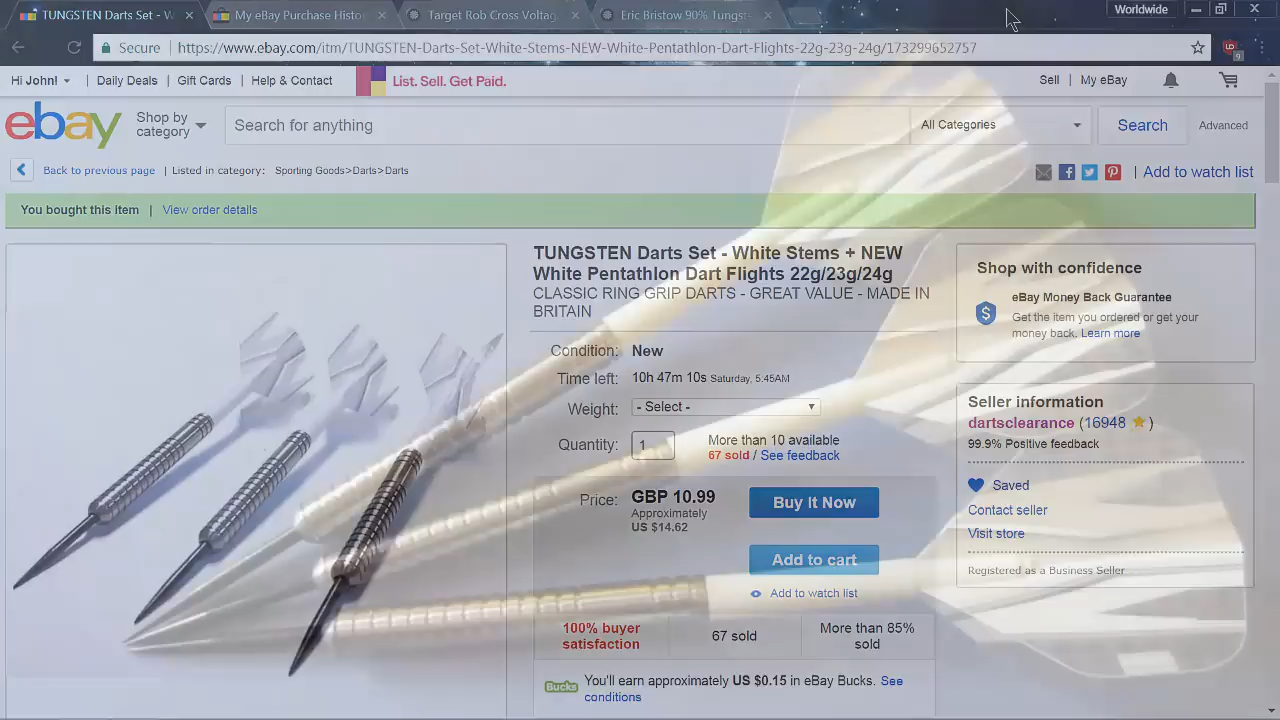 TUNGSTEN Darts Set - W
My eBay Purchase Histo
Target Rob Cross Voltag
Eric Bristow 90% Tungst
Worldwide
Secure
https://www.ebay.com/itm/TUNGSTEN-Darts-Set-White-Stems-NEW-White-Pentathlon-Dart-Flights-22g-23g-24g/173299652757
9
Hi John!
Daily Deals
Gift Cards
Help & Contact
List. Sell. Get Paid.
Sell
My eBay
ebay
Shop by category
Search for anything
All Categories
Search
Advanced
Back to previous page
Listed in category: Sporting Goods>Darts>Darts
Add to watch list
You bought this item | View order details
TUNGSTEN Darts Set - White Stems + NEW
White Pentathlon Dart Flights 22g/23g/24g
CLASSIC RING GRIP DARTS - GREAT VALUE - MADE IN
BRITAIN
Condition: New
Time left: 10h 47m 10s Saturday, 5:45AM
Weight: - Select -
Quantity: 1
More than 10 available
67 sold / See feedback
Price: GBP 10.99
Approximately
US $14.62
Buy It Now
Add to cart
Add to watch list
100% buyer
satisfaction
67 sold
More than 85%
sold
Bucks
You'll earn approximately US $0.15 in eBay Bucks. See
conditions
Shop with confidence
eBay Money Back Guarantee
Get the item you ordered or get your
money back. Learn more
Seller information
dartsclearance (16948 )
99.9% Positive feedback
Saved
Contact seller
Visit store
Registered as a Business Seller